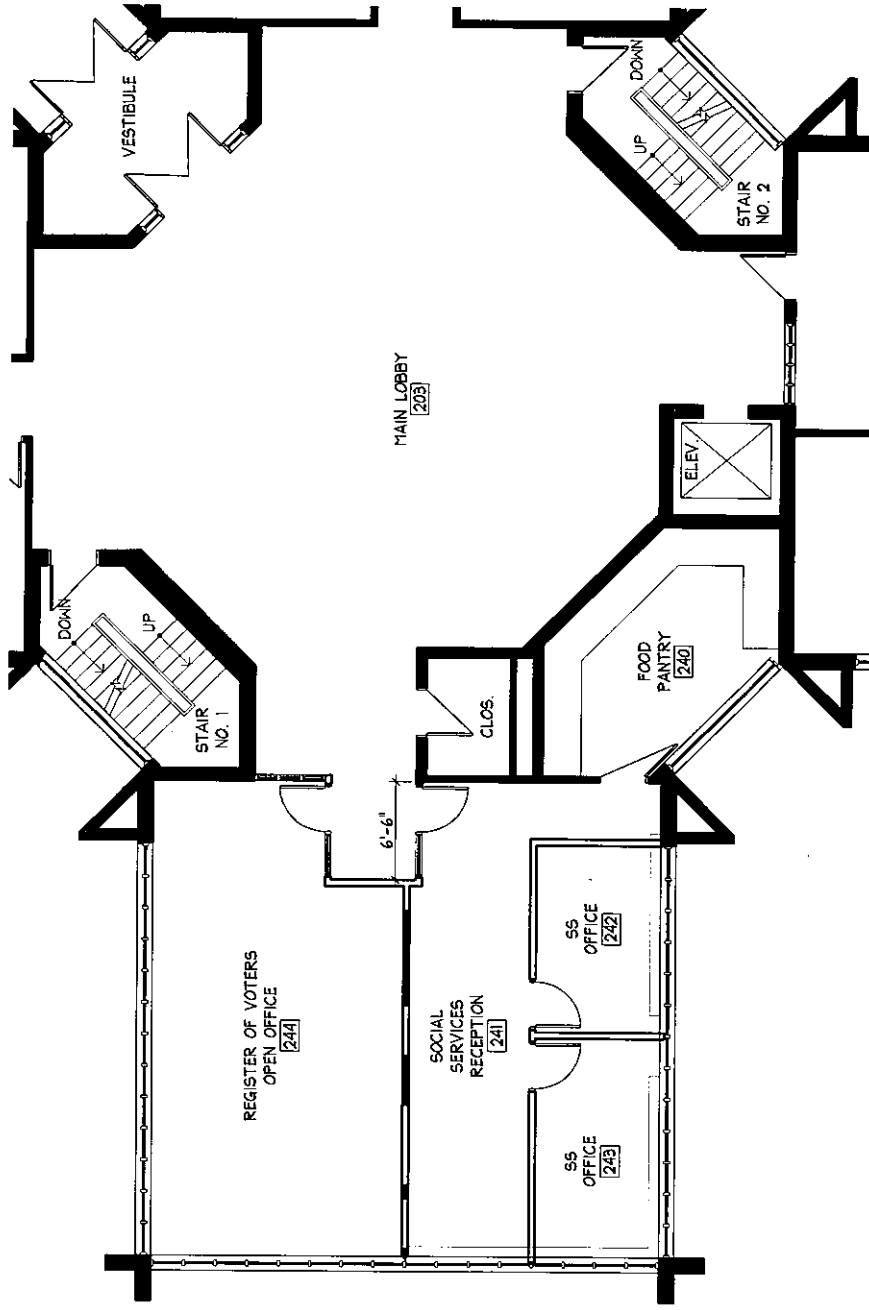 VESTIBULE
DOWN
UP
STAIR
NO. 2
MAIN LOBBY
203
ELEV.
DOWN
UP
STAIR
NO. 1
CLOS.
FOOD
PANTRY
240
6'-6"
REGISTER OF VOTERS
OPEN OFFICE
244
SOCIAL
SERVICES
RECEPTION
241
SS
OFFICE
242
SS
OFFICE
243